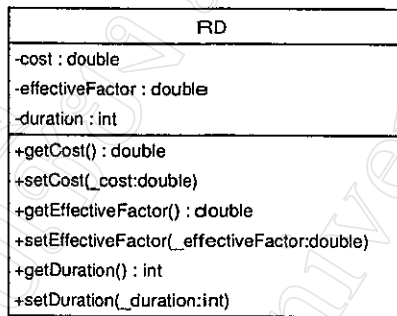 RD
-cost : double
-effectiveFactor : double
-duration : int
+getCost() : double
+setCost(_cost:double)
+getEffectiveFactor() : double
+setEffectiveFactor(_effectiveFactor:double)
+getDuration() : int
+setDuration(_duration:int)